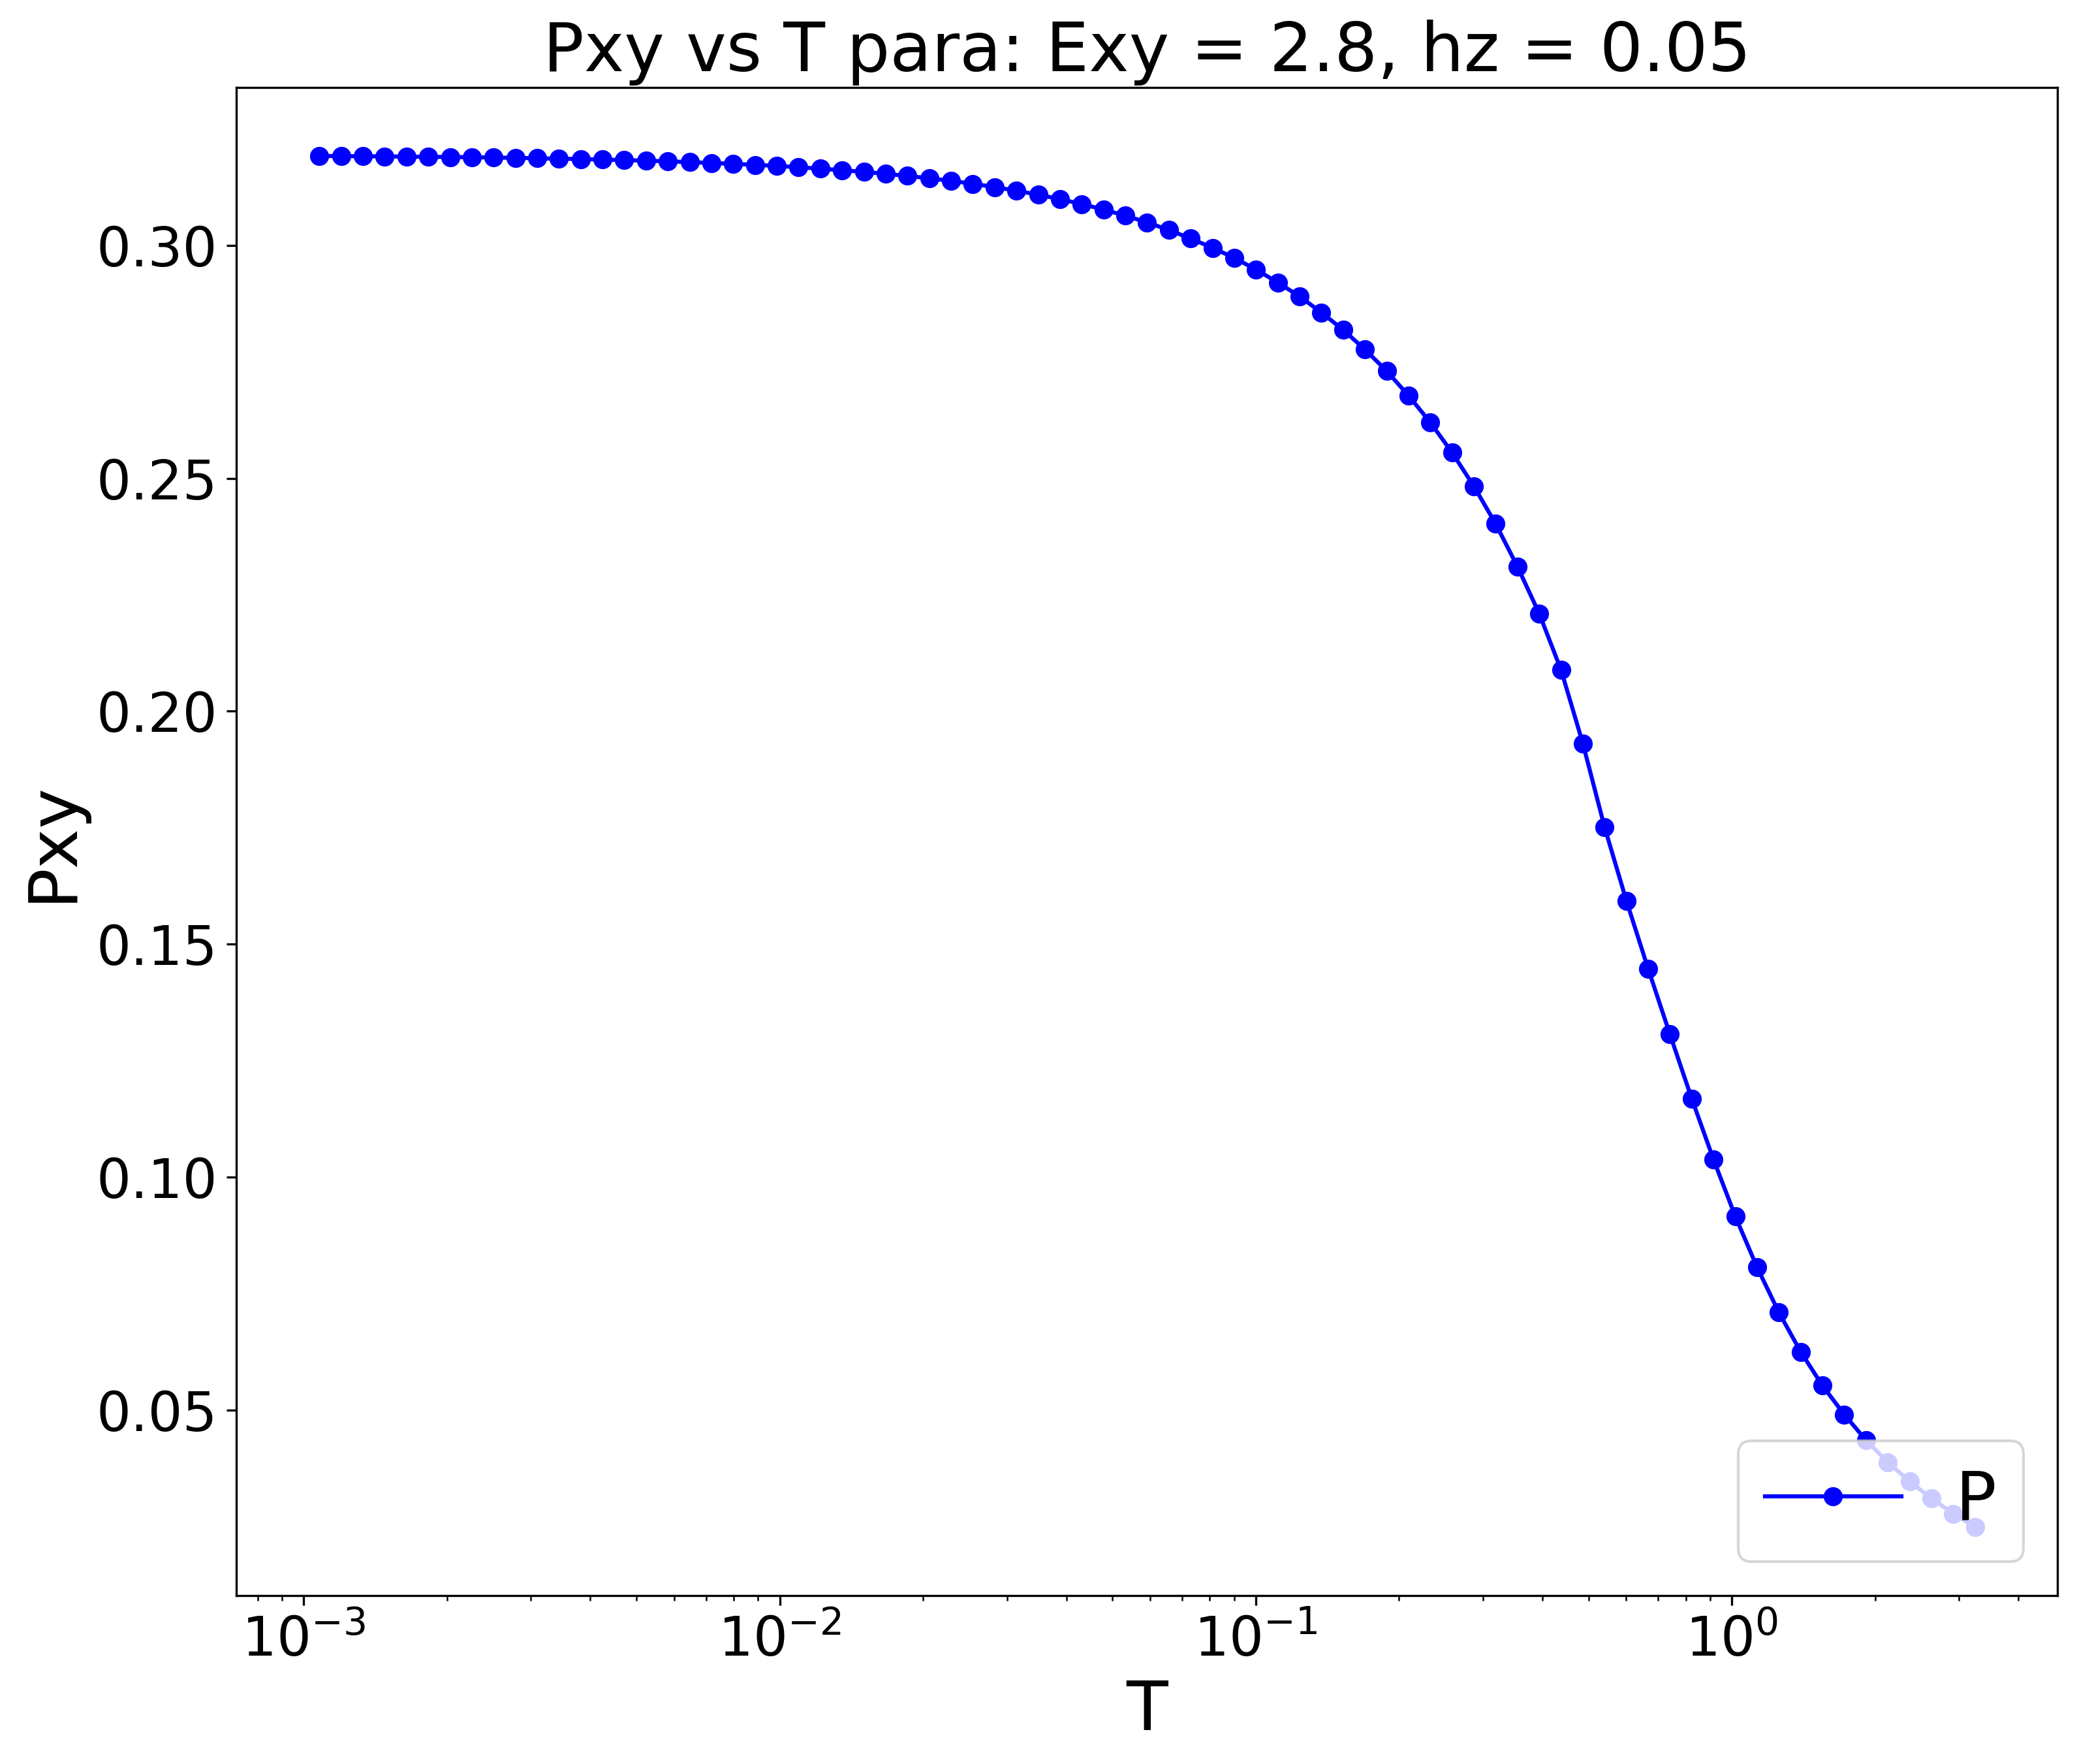 Pxy vs T para: Exy = 2.8, hz = 0.05
Pxy
0.30
0.25
0.20
0.15
0.10
0.05
P
10⁻³ 10⁻² 10⁻¹ 10⁰
T